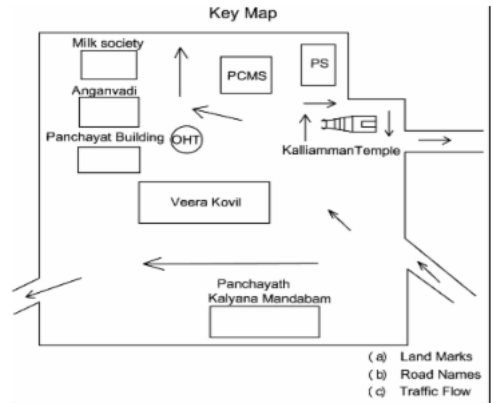 Key Map
Milk society
PS
PCMS
Anganvadi
Panchayat Building
OHT
KalliammanTemple
Veera Kovil
Panchayath
Kalyana Mandabam
(a) Land Marks
(b) Road Names
(c) Traffic Flow